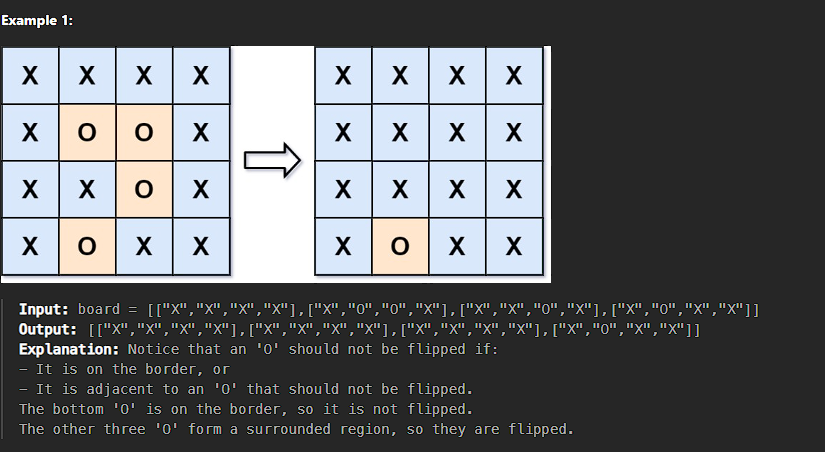 Example 1:
X X X X X X X X
X O O X X X X X
X X O X X X X X
X O X X X O X X
Input: board = [["X","X","X","X"],["X","O","O","X"],["X","X","O","X"],["X","O","X","X"]]
Output: [["X","X","X","X"],["X","X","X","X"],["X","X","X","X"],["X","O","X","X"]]
Explanation: Notice that an 'O' should not be flipped if:
- It is on the border, or
- It is adjacent to an 'O' that should not be flipped.
The bottom 'O' is on the border, so it is not flipped.
The other three 'O' form a surrounded region, so they are flipped.